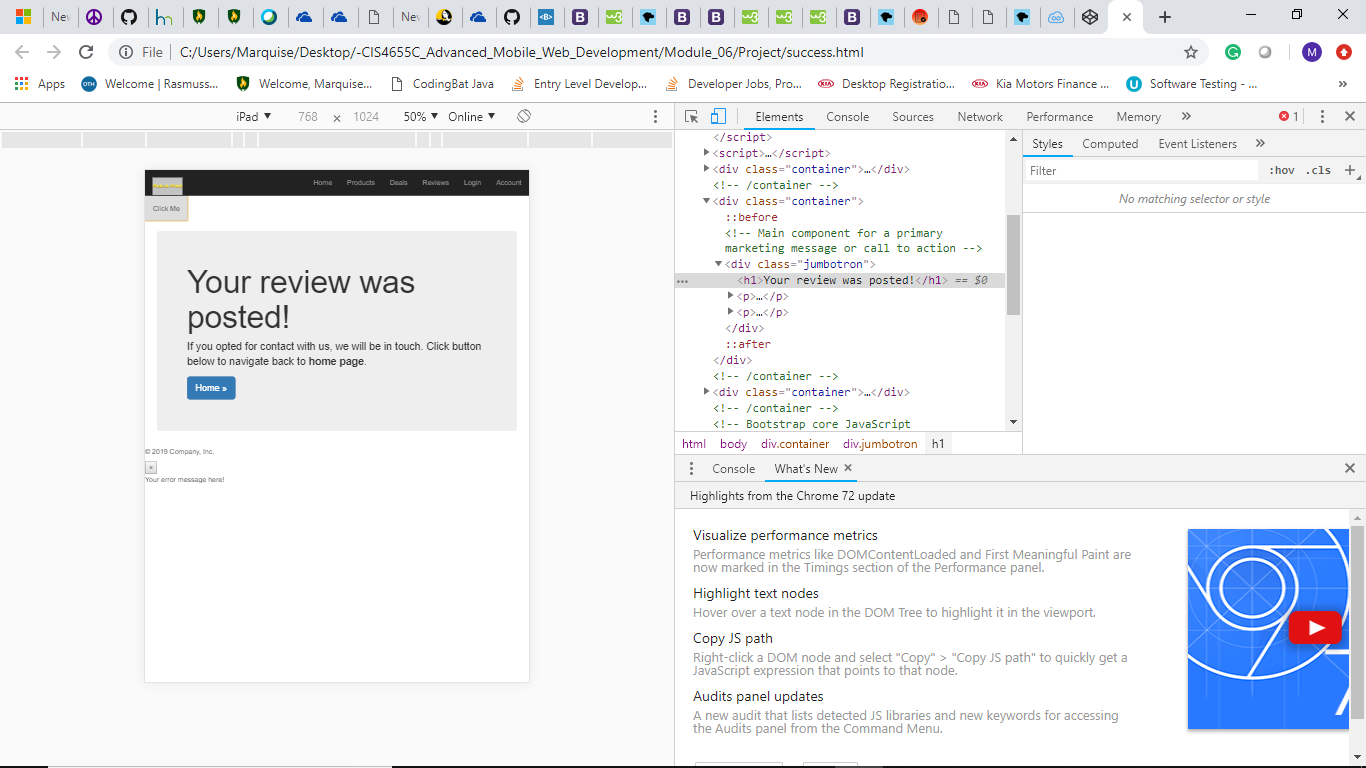 New
New
File
C:/Users/Marquise/Desktop/-CIS4655C_Advanced_Mobile_Web_Development/Module_06/Project/success.html
M
Apps
OTH
Welcome | Rasmuss...
Welcome, Marquise...
CodingBat Java
Entry Level Develop...
Developer Jobs, Pro...
KIA
Desktop Registratio...
KIA
Kia Motors Finance ...
U
Software Testing - ...
»
iPad ▼ 768 × 1024 50% ▼ Online ▼
Elements Console Sources Network Performance Memory » 1
Home Products Deals Reviews Login Account
Click Me
Your review was
posted!
If you opted for contact with us, we will be in touch. Click button
below to navigate back to home page.
Home »
© 2019 Company, Inc.
×
Your error message here!
</script>
<script>…</script>
<div class="container">…</div>
<!-- /container -->
<div class="container">
::before
<!-- Main component for a primary
marketing message or call to action -->
<div class="jumbotron">
<h1>Your review was posted!</h1> == $0
<p>…</p>
<p>…</p>
</div>
::after
</div>
<!-- /container -->
<div class="container">…</div>
<!-- /container -->
<!-- Bootstrap core JavaScript
html body div.container div.jumbotron h1
Styles Computed Event Listeners »
Filter :hov .cls +
No matching selector or style
Console What's New ×
Highlights from the Chrome 72 update
Visualize performance metrics
Performance metrics like DOMContentLoaded and First Meaningful Paint are
now marked in the Timings section of the Performance panel.
Highlight text nodes
Hover over a text node in the DOM Tree to highlight it in the viewport.
Copy JS path
Right-click a DOM node and select "Copy" > "Copy JS path" to quickly get a
JavaScript expression that points to that node.
Audits panel updates
A new audit that lists detected JS libraries and new keywords for accessing
the Audits panel from the Command Menu.